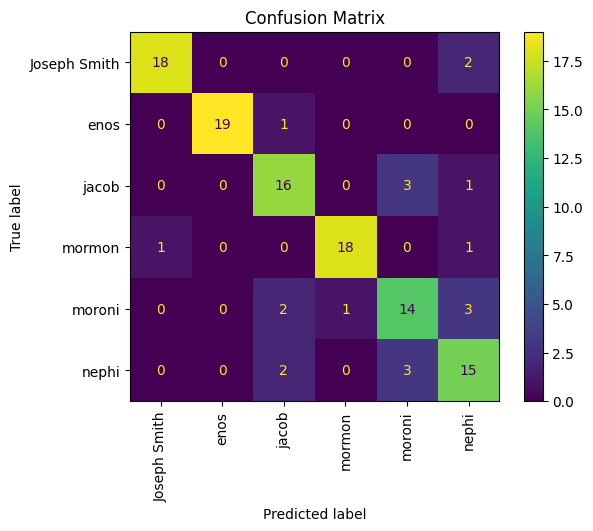 Confusion Matrix
Joseph Smith 18 0 0 0 0 2
enos 0 19 1 0 0 0
jacob 0 0 16 0 3 1
mormon 1 0 0 18 0 1
moroni 0 0 2 1 14 3
nephi 0 0 2 0 3 15
True label
Joseph Smith enos jacob mormon moroni nephi
Predicted label
17.5
15.0
12.5
10.0
7.5
5.0
2.5
0.0